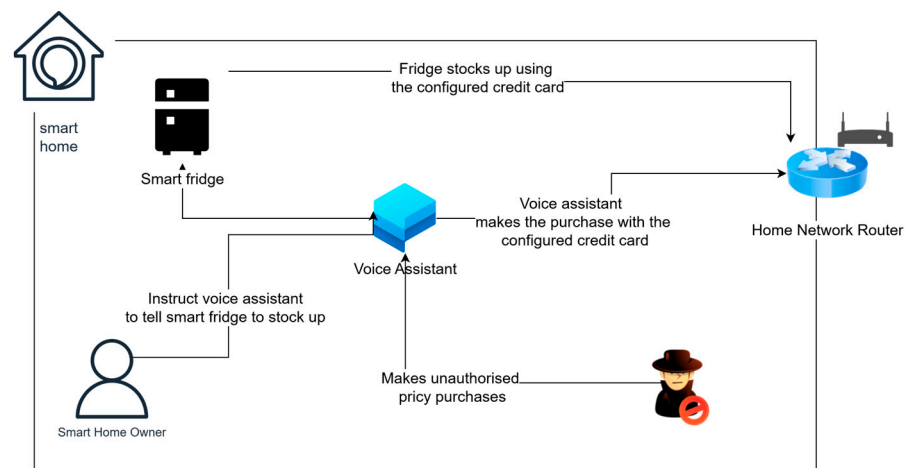 Fridge stocks up using
the configured credit card
smart
home
Smart fridge
Voice assistant
makes the purchase with the
configured credit card
Home Network Router
Voice Assistant
Instruct voice assistant
to tell smart fridge to stock up
Makes unauthorised
pricy purchases
Smart Home Owner